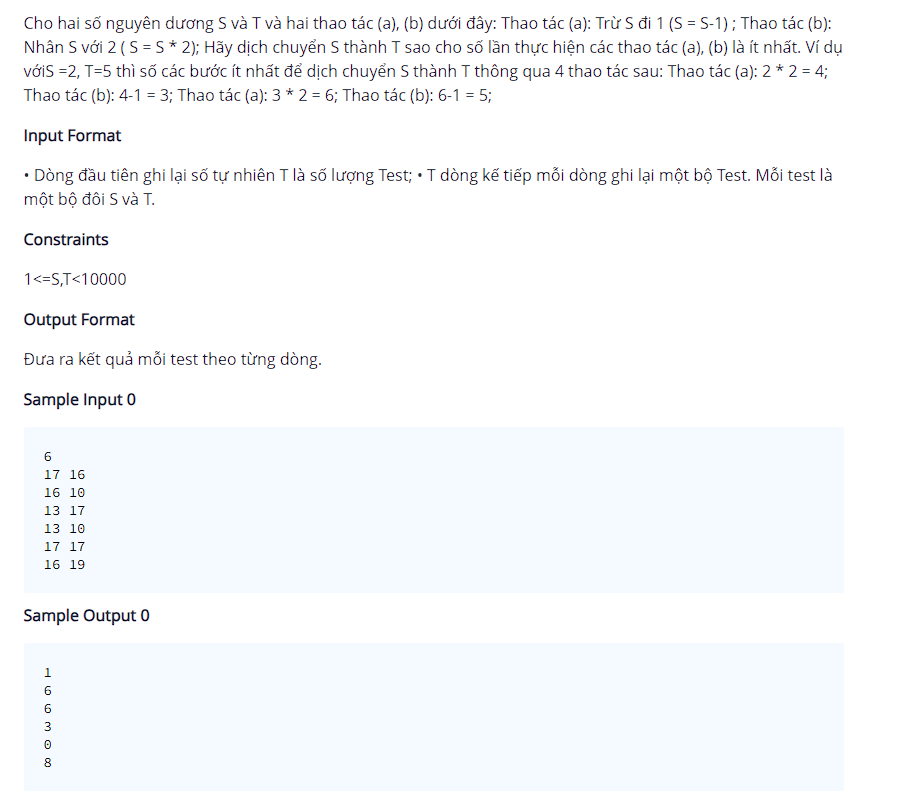 Cho hai số nguyên dương S và T và hai thao tác (a), (b) dưới đây: Thao tác (a): Trừ S đi 1 (S = S-1) ; Thao tác (b):
Nhân S với 2 ( S = S * 2); Hãy dịch chuyển S thành T sao cho số lần thực hiện các thao tác (a), (b) là ít nhất. Ví dụ
vớiS =2, T=5 thì số các bước ít nhất để dịch chuyển S thành T thông qua 4 thao tác sau: Thao tác (a): 2 * 2 = 4;
Thao tác (b): 4-1 = 3; Thao tác (a): 3 * 2 = 6; Thao tác (b): 6-1 = 5;
Input Format
• Dòng đầu tiên ghi lại số tự nhiên T là số lượng Test; • T dòng kế tiếp mỗi dòng ghi lại một bộ Test. Mỗi test là
một bộ đôi S và T.
Constraints
1<=S,T<10000
Output Format
Đưa ra kết quả mỗi test theo từng dòng.
Sample Input 0
6
17 16
16 10
13 17
13 10
17 17
16 19
Sample Output 0
1
6
6
3
0
8